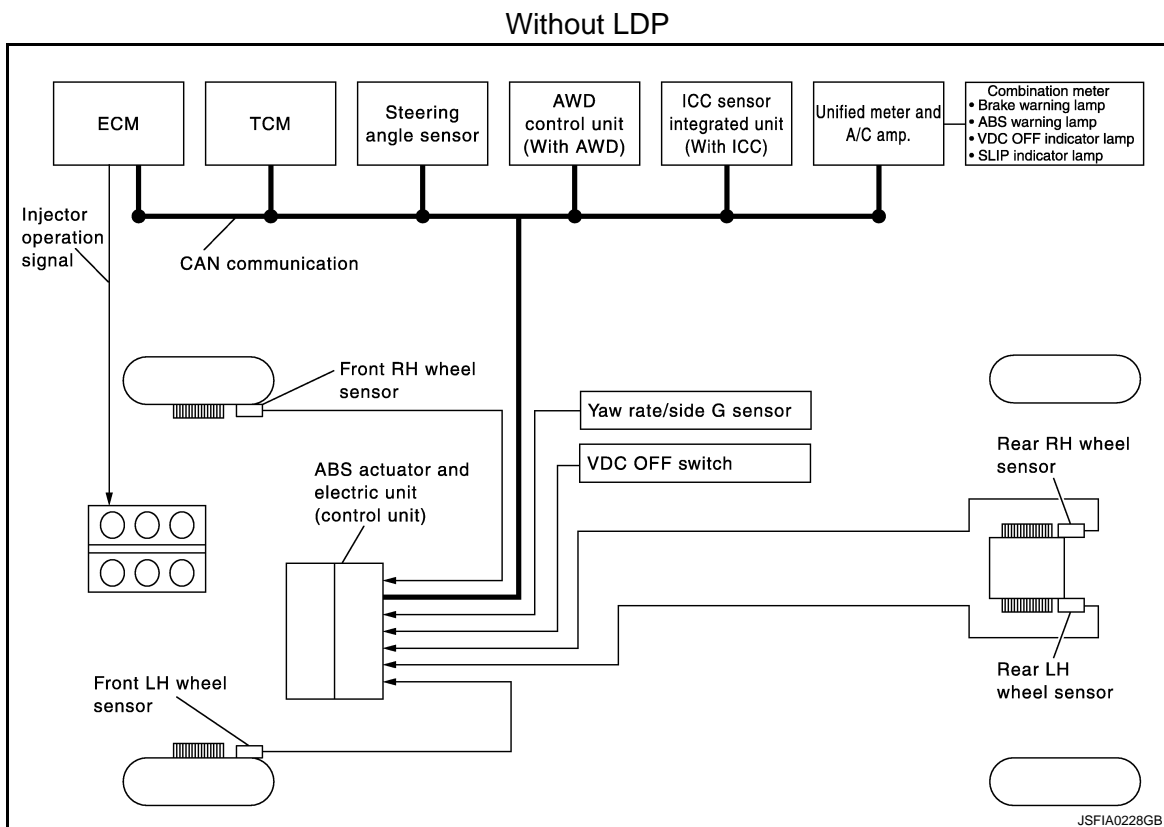 Without LDP
ECM
TCM
Steering
angle sensor
AWD
control unit
(With AWD)
ICC sensor
integrated unit
(With ICC)
Unified meter and
A/C amp.
Combination meter
• Brake warning lamp
• ABS warning lamp
• VDC OFF indicator lamp
• SLIP indicator lamp
Injector
operation
signal
CAN communication
Front RH wheel
sensor
Yaw rate/side G sensor
VDC OFF switch
Rear RH wheel
sensor
ABS actuator and
electric unit
(control unit)
Front LH wheel
sensor
Rear LH
wheel sensor
JSFIA0228GB